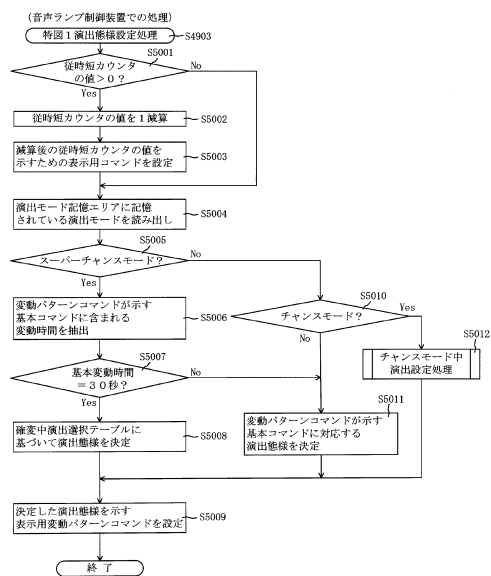 (音声ランプ制御装置での処理)
特図1演出態様設定処理
S4903
S5001
従時短カウンタ
の値>0?
No
Yes
従時短カウンタの値を1減算
S5002
減算後の従時短カウンタの値を
示すための表示用コマンドを設定
S5003
演出モード記憶エリアに記憶
されている演出モードを読み出し
S5004
S5005
スーパーチャンスモード?
No
Yes
変動パターンコマンドが示す
基本コマンドに含まれる
変動時間を抽出
S5006
S5010
チャンスモード?
Yes
No
S5012
チャンスモード中
演出設定処理
S5007
基本変動時間
=30秒?
No
Yes
確変中演出選択テーブルに
基づいて演出態様を決定
S5008
S5011
変動パターンコマンドが示す
基本コマンドに対応する
演出態様を決定
決定した演出態様を示す
表示用変動パターンコマンドを設定
S5009
終了